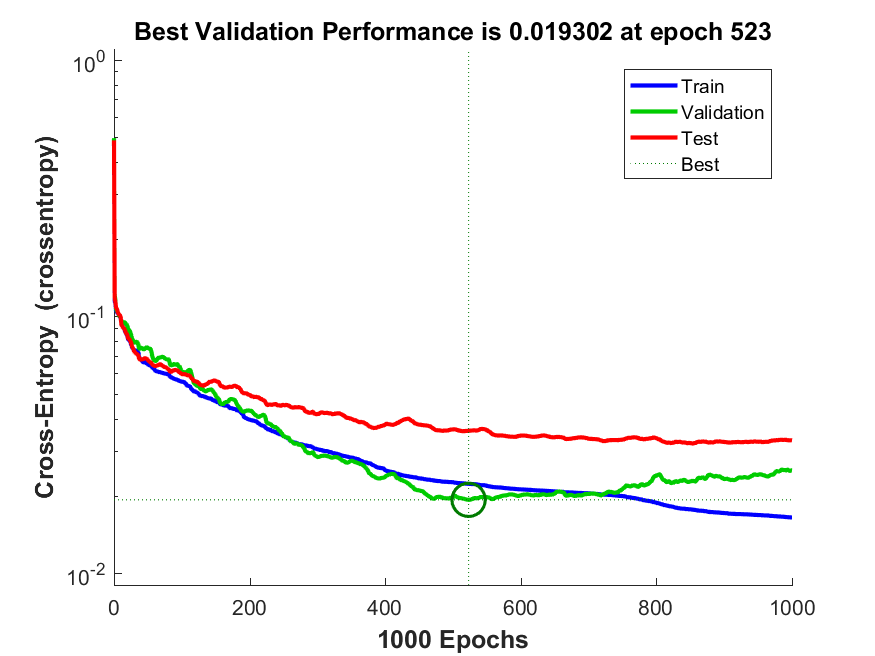 Best Validation Performance is 0.019302 at epoch 523
Cross-Entropy (crossentropy)
10^0
10^-1
10^-2
Train
Validation
Test
Best
0 200 400 600 800 1000
1000 Epochs